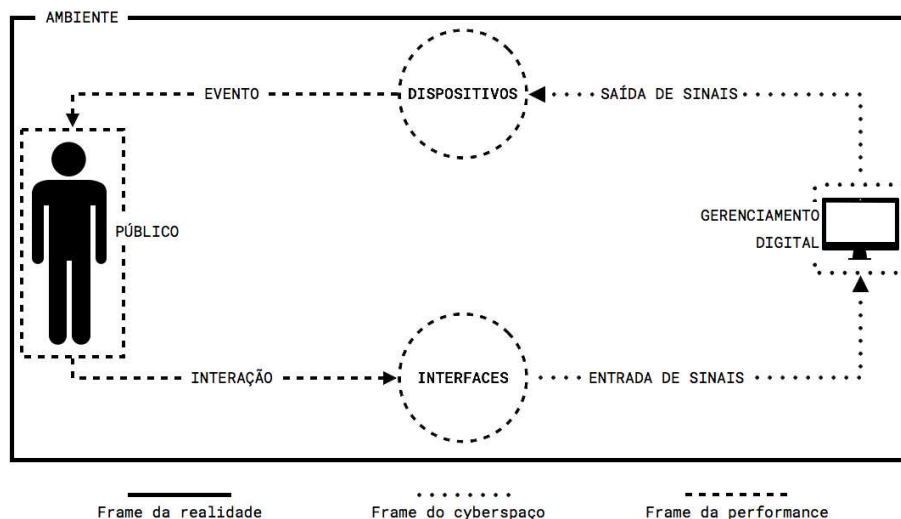 AMBIENTE
EVENTO
DISPOSITIVOS
SAÍDA DE SINAIS
PÚBLICO
GERENCIAMENTO
DIGITAL
INTERAÇÃO
INTERFACES
ENTRADA DE SINAIS
Frame da realidade
Frame do cyberspaço
Frame da performance